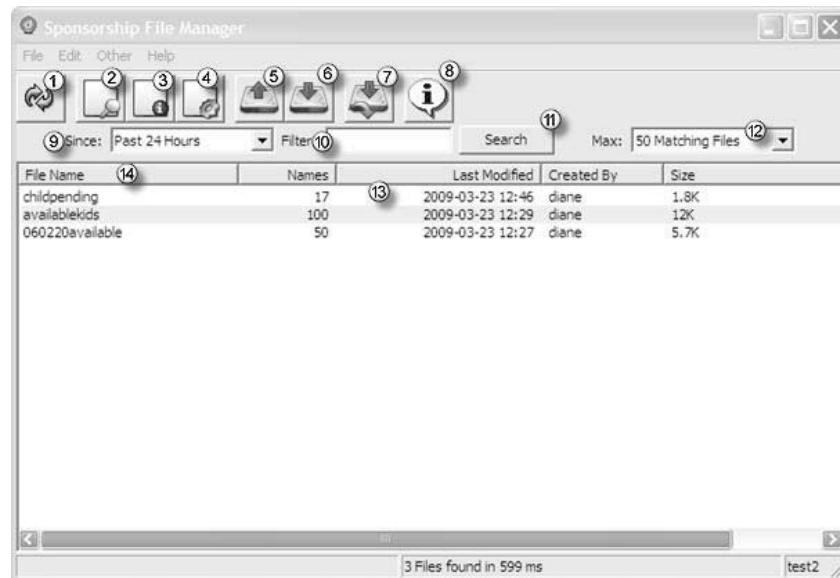 Sponsorship File Manager
File Edit Other Help
1 2 3 4 5 6 7 8
9 Since: Past 24 Hours Filter 10 Search 11 Max: 50 Matching Files 12
File Name 14 Names Last Modified Created By Size
childpending 17 13 2009-03-23 12:46 diane 1.8K
availablekids 100 2009-03-23 12:29 diane 12K
060220available 50 2009-03-23 12:27 diane 5.7K
3 Files found in 599 ms test2